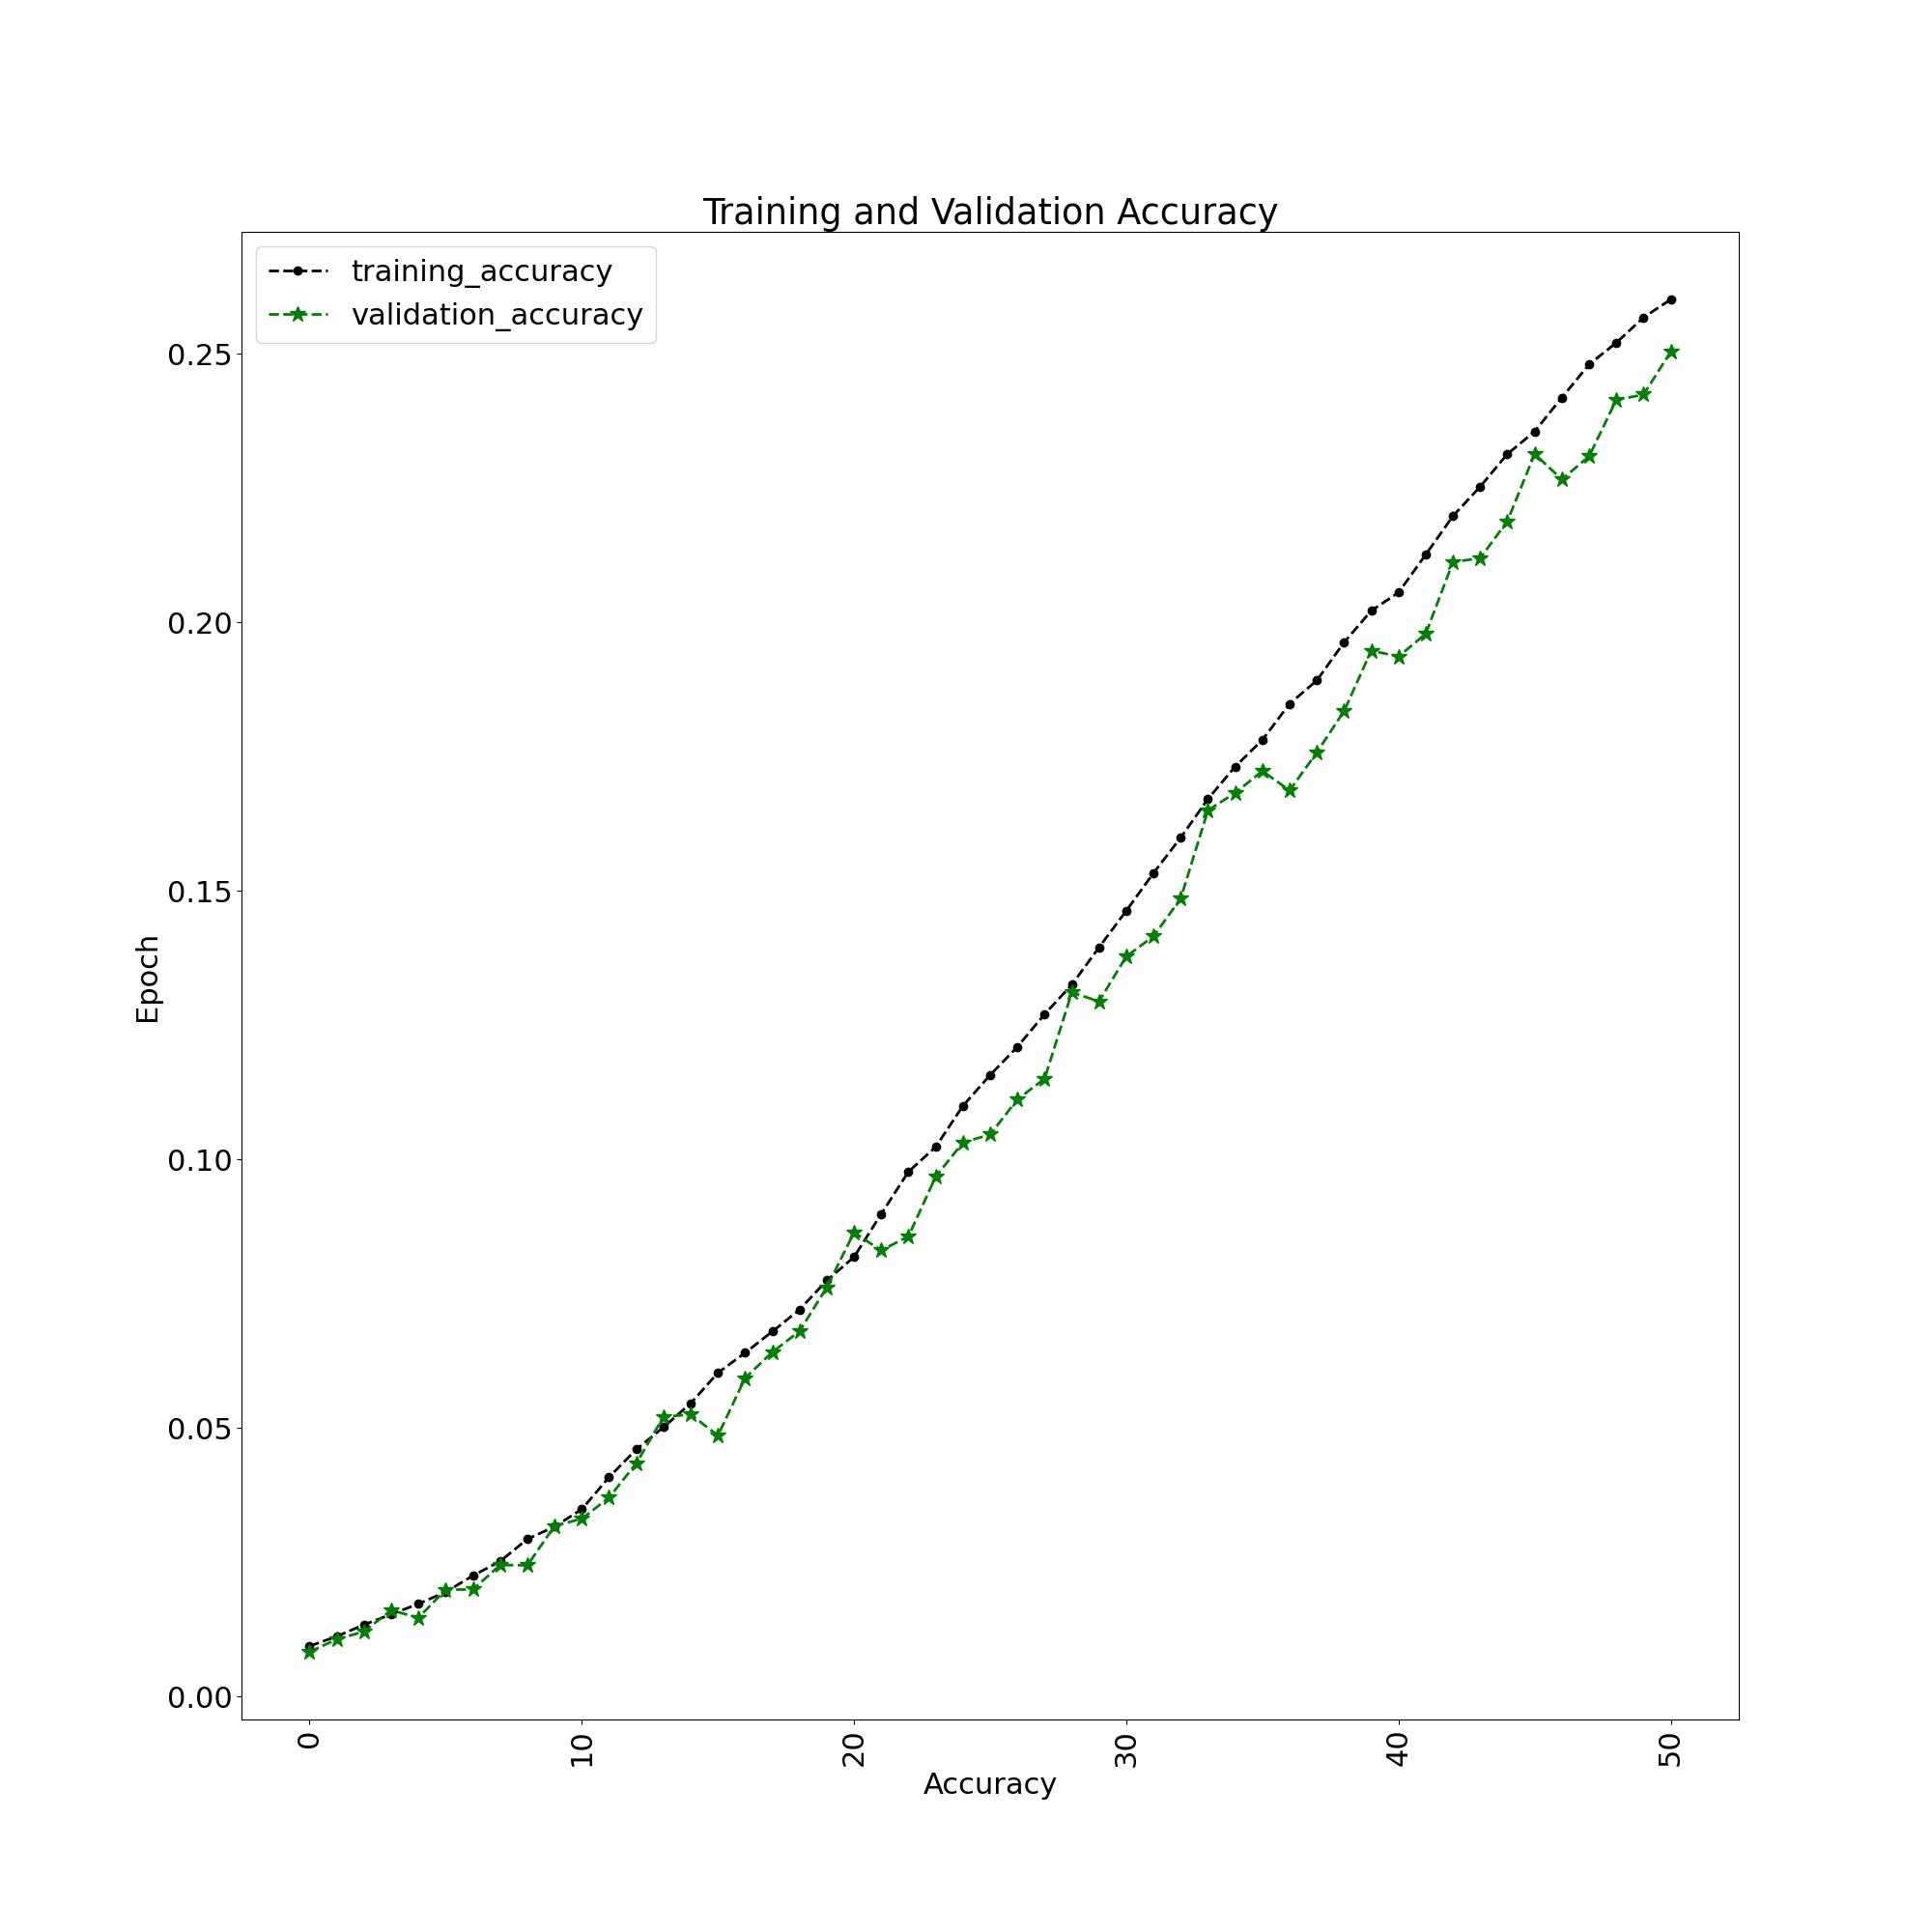 Training and Validation Accuracy
training_accuracy
validation_accuracy
0.25
0.20
0.15
0.10
0.05
0.00
Epoch
0 10 20 30 40 50
Accuracy